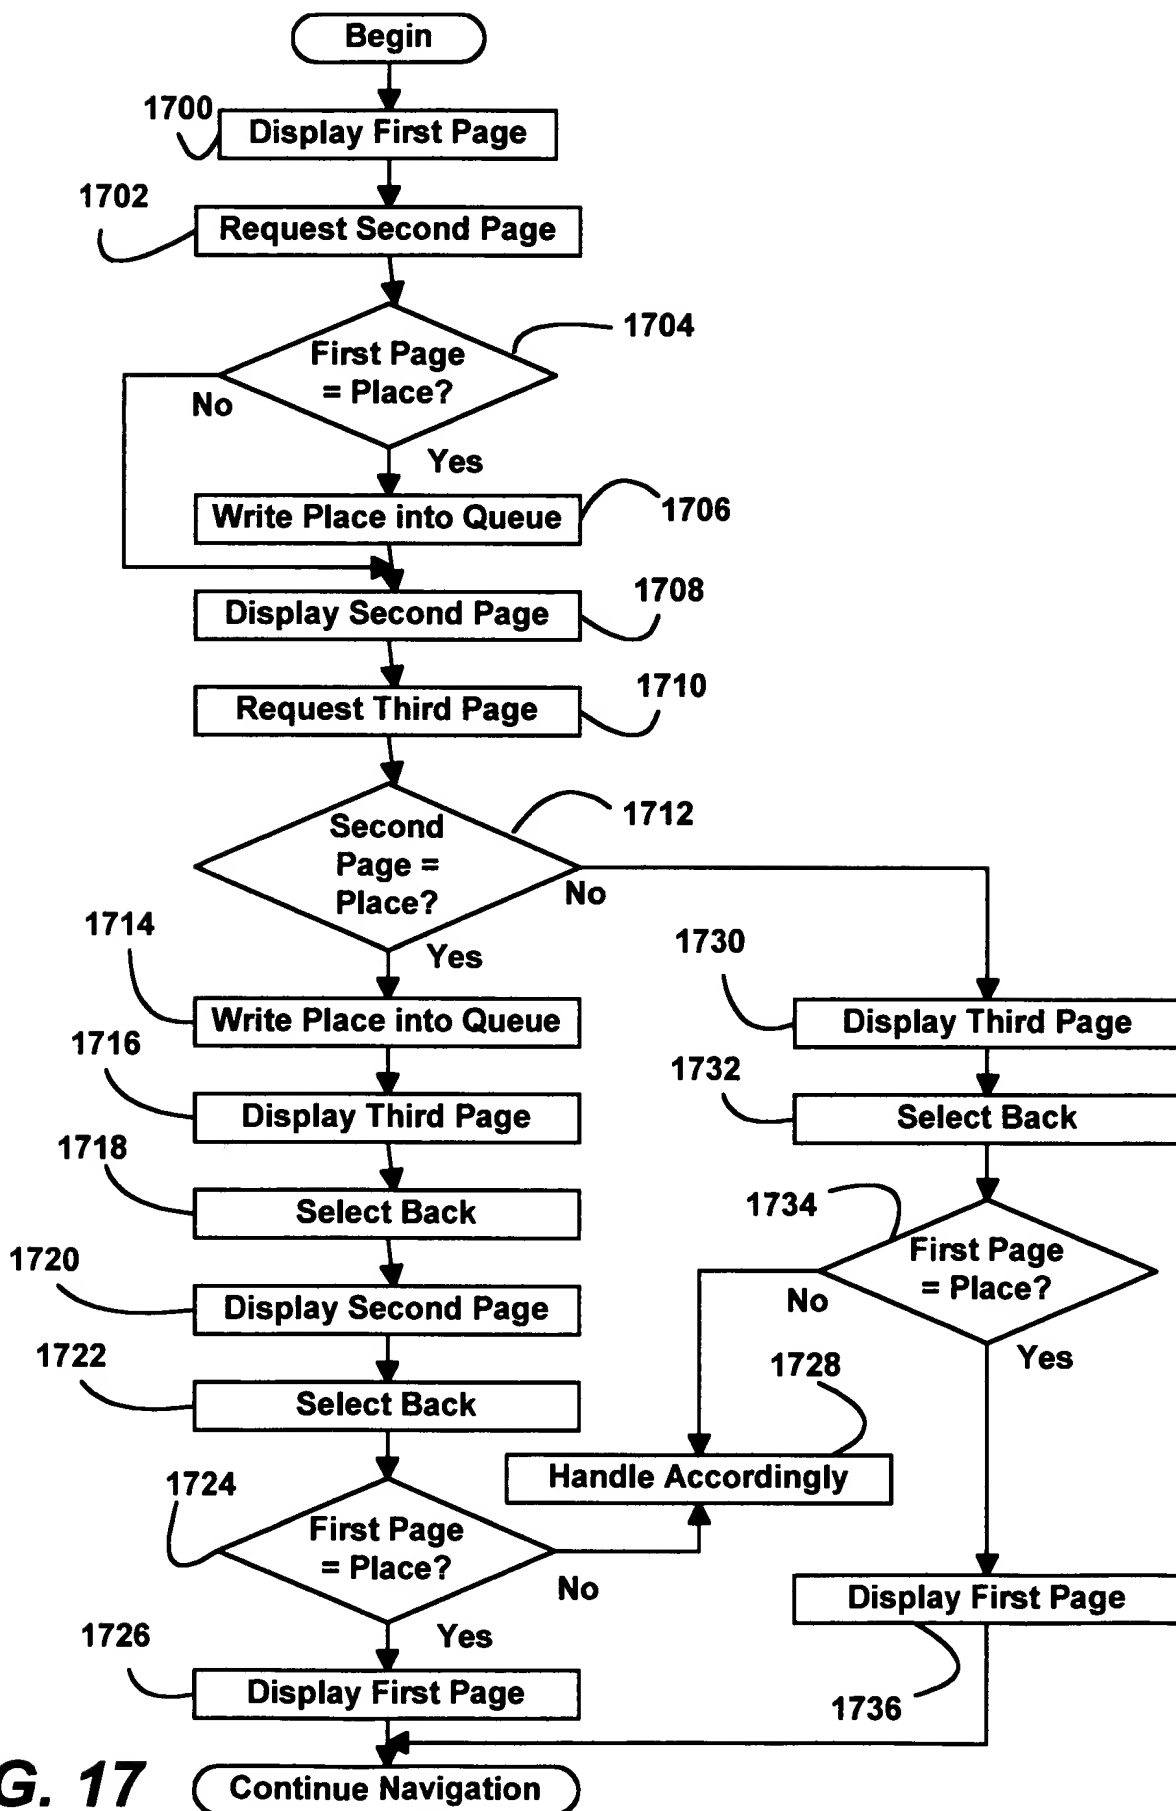 Begin
1700
Display First Page
1702
Request Second Page
1704
First Page
= Place?
No
Yes
Write Place into Queue
1706
1708
Display Second Page
1710
Request Third Page
1712
Second
Page =
Place?
No
Yes
1714
1730
Write Place into Queue
Display Third Page
1716
1732
Display Third Page
Select Back
1718
1734
Select Back
First Page
= Place?
1720
No
Display Second Page
Yes
1722
1728
Select Back
Handle Accordingly
1724
First Page
= Place?
No
Display First Page
1726
Yes
Display First Page
1736
G. 17
Continue Navigation